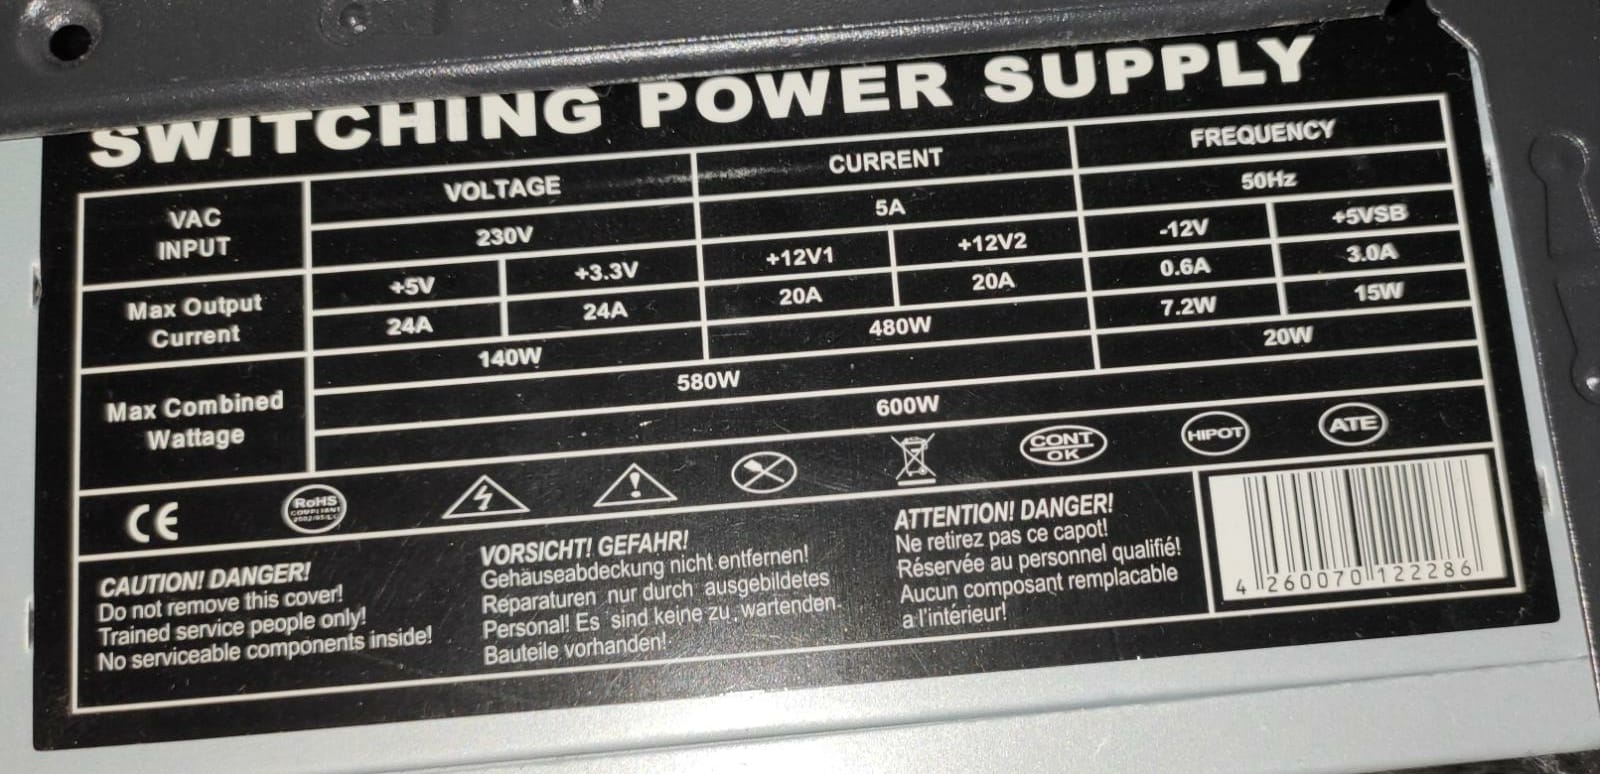 SWITCHING POWER SUPPLY
VAC INPUT VOLTAGE CURRENT FREQUENCY
230V 5A 50Hz
Max Output Current +5V +3.3V +12V1 +12V2 -12V +5VSB
24A 24A 20A 20A 0.6A 3.0A
Max Combined Wattage 140W 480W 7.2W 15W
580W 20W
600W
CE RoHS COMPLIANT 2002/95/EC CONT OK HIPOT ATE
CAUTION! DANGER!
Do not remove this cover!
Trained service people only!
No serviceable components inside!
VORSICHT! GEFAHR!
Gehäuseabdeckung nicht entfernen!
Reparaturen nur durch ausgebildetes
Personal! Es sind keine zu wartenden
Bauteile vorhanden!
ATTENTION! DANGER!
Ne retirez pas ce capot!
Réservée au personnel qualifié!
Aucun composant remplacable
a l'intérieur!
4 260070 122286